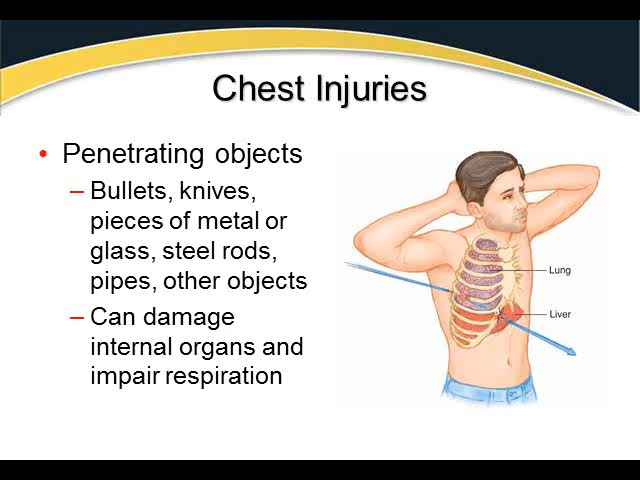 Chest Injuries
• Penetrating objects
– Bullets, knives,
pieces of metal or
glass, steel rods,
pipes, other objects
– Can damage
internal organs and
impair respiration
Lung
Liver